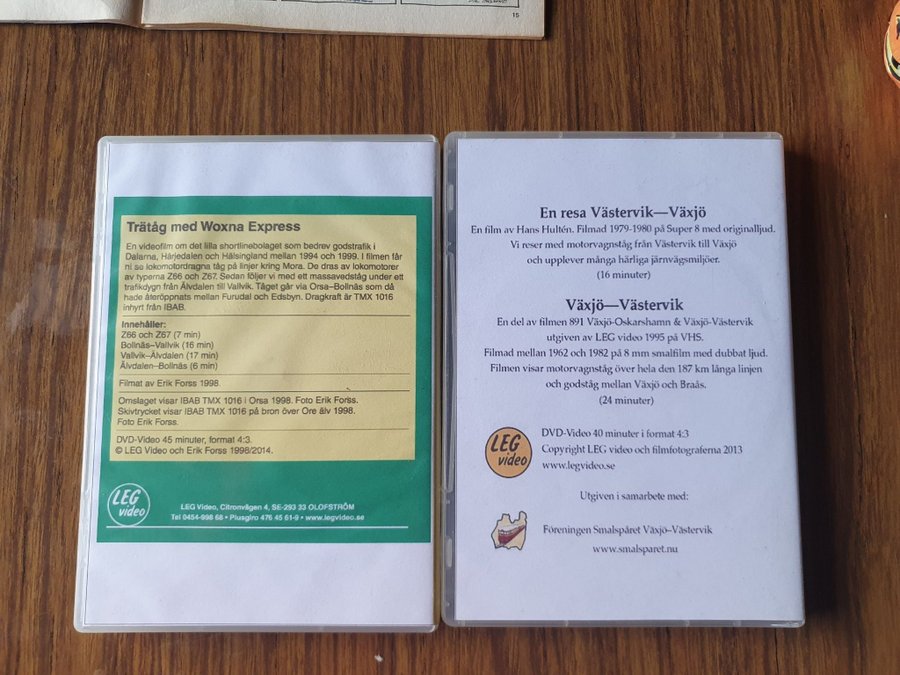 15
Trätåg med Woxna Express
En videofilm om det lilla shortlinebolaget som bedrev godstrafik i
Dalarna, Härjedalen och Hälsingland mellan 1994 och 1999. I filmen får
ni se lokomotordragna tåg på linjer kring Mora. De dras av lokomotorer
av typerna Z66 och Z67. Sedan följer vi med ett massavedståg under ett
trafikdygn från Älvdalen till Vallvik. Tåget går via Orsa–Bollnäs som då
hade återöppnats mellan Furudal och Edsbyn. Dragkraft är TMX 1016
inhyrt från IBAB.
Innehåller:
Z66 och Z67 (7 min)
Bollnäs–Vallvik (16 min)
Vallvik–Älvdalen (17 min)
Älvdalen–Bollnäs (6 min)
Filmat av Erik Forss 1998.
Omslaget visar IBAB TMX 1016 i Orsa 1998. Foto Erik Forss.
Skivtrycket visar IBAB TMX 1016 på bron över Ore älv 1998.
Foto Erik Forss.
DVD-Video 45 minuter, format 4:3.
© LEG Video och Erik Forss 1998/2014.
LEG
video
LEG Video, Citronvägen 4, SE-293 33 OLOFSTRÖM
Tel 0454-998 68 • Plusgiro 476 45 61-9 • www.legvideo.se
En resa Västervik—Växjö
En film av Hans Hultén. Filmad 1979-1980 på Super 8 med originalljud.
Vi reser med motorvagnståg från Västervik till Växjö
och upplever många härliga järnvägsmiljöer.
(16 minuter)
Växjö—Västervik
En del av filmen 891 Växjö-Oskarshamn & Växjö-Västervik
utgiven av LEG video 1995 på VHS.
Filmad mellan 1962 och 1982 på 8 mm smalfilm med dubbat ljud.
Filmen visar motorvagnståg över hela den 187 km långa linjen
och godståg mellan Växjö och Braås.
(24 minuter)
LEG
video
DVD-Video 40 minuter i format 4:3
Copyright LEG video och filmfotograferna 2013
www.legvideo.se
Utgiven i samarbete med:
Föreningen Smalspåret Växjö–Västervik
www.smalsparet.nu